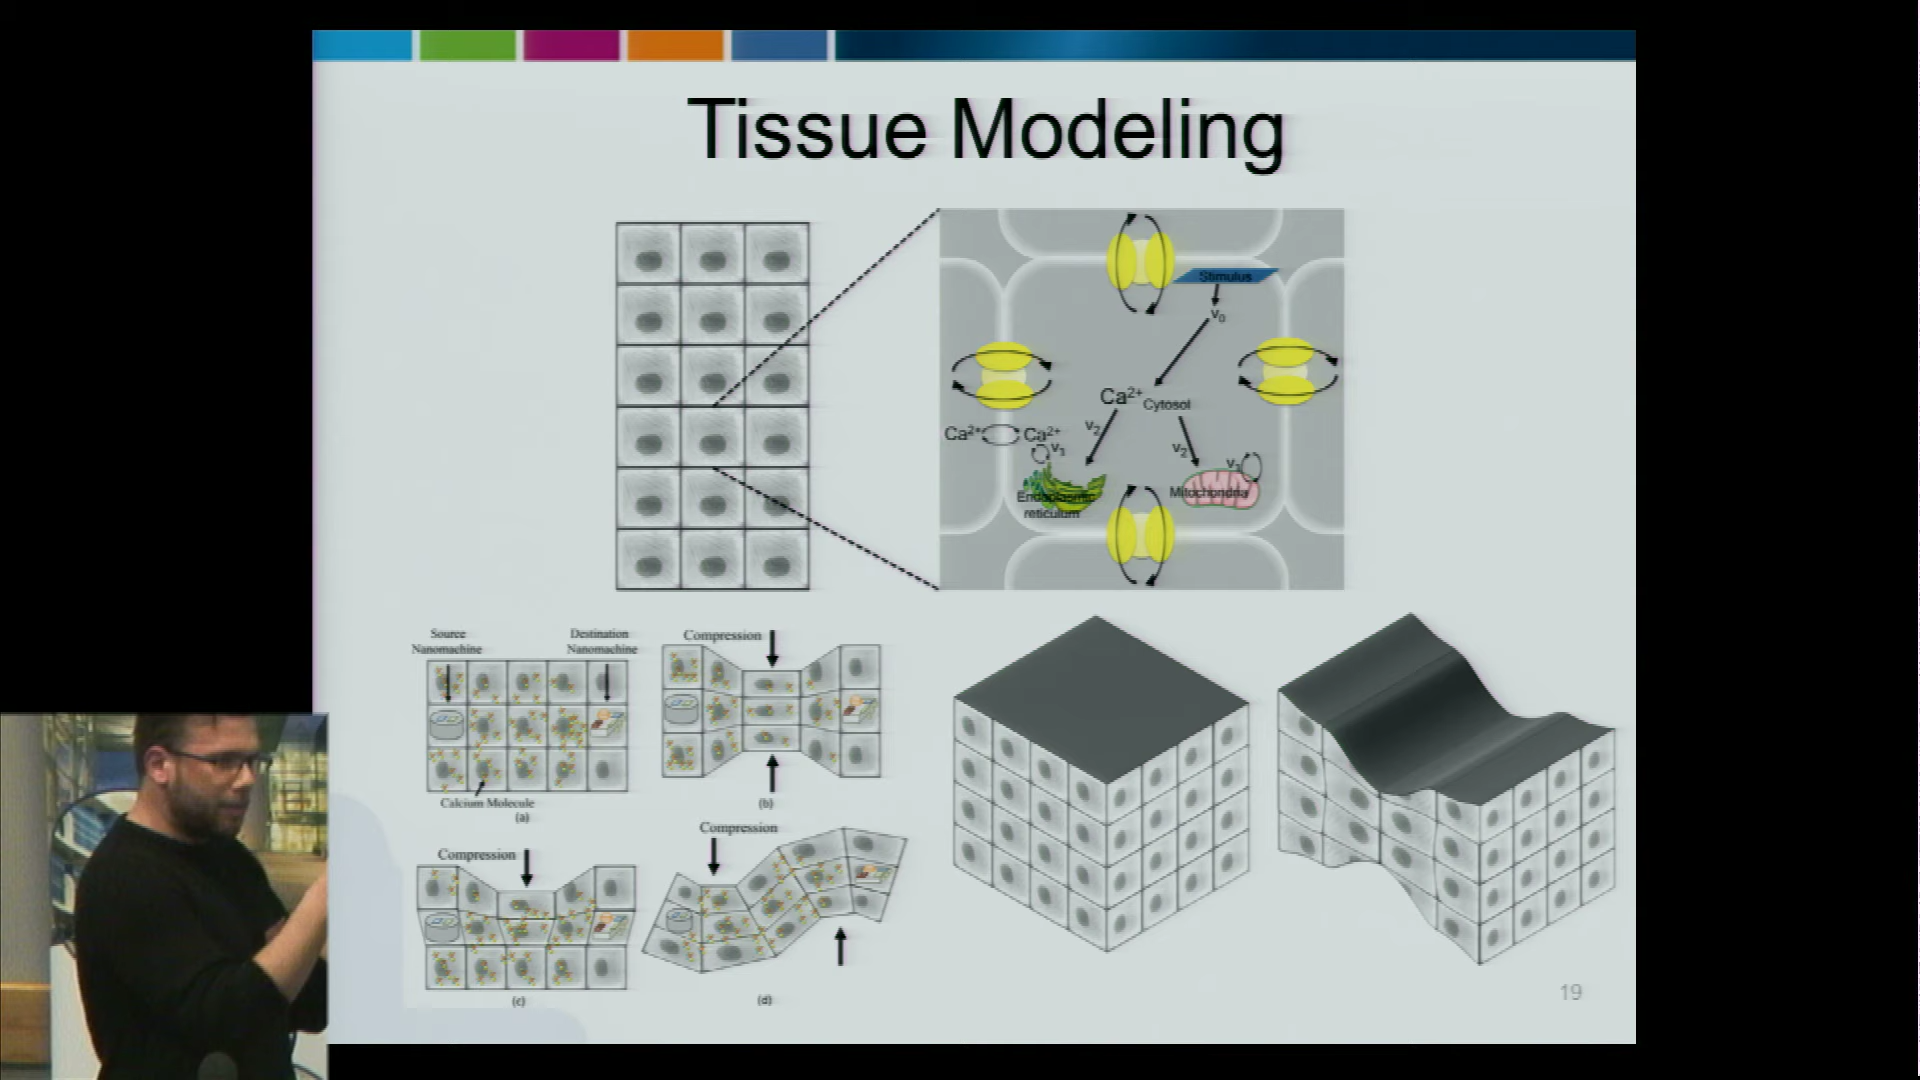 Tissue Modeling
Stimulus
v0
Ca2+ Cytosol
v2
v2
Ca2+
Ca2+
v1
Endoplasmic
reticulum
Mitochondria
Source
Nanomachine
Destination
Nanomachine
Calcium Molecule
(a)
Compression
(b)
Compression
(c)
Compression
(d)
19